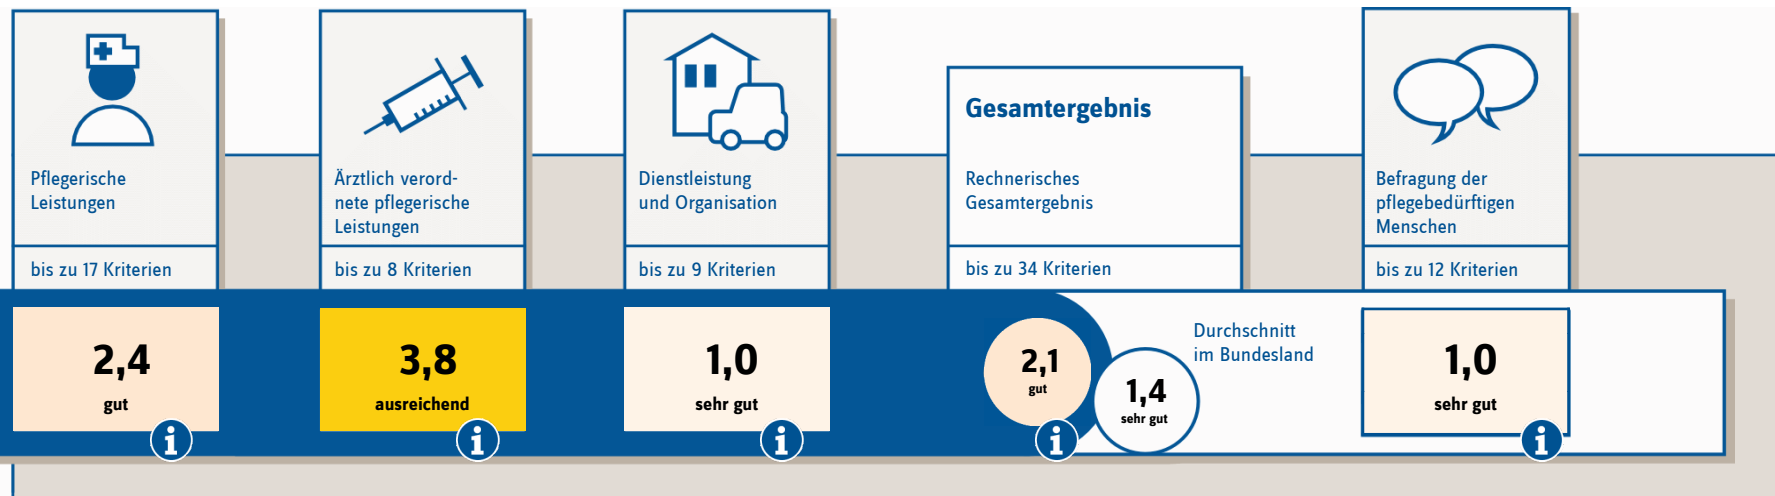 Pflegerische
Leistungen
bis zu 17 Kriterien
2,4
gut
i
Ärztlich verord-
nete pflegerische
Leistungen
bis zu 8 Kriterien
3,8
ausreichend
i
Dienstleistung
und Organisation
bis zu 9 Kriterien
1,0
sehr gut
i
Gesamtergebnis
Rechnerisches
Gesamtergebnis
bis zu 34 Kriterien
2,1
gut
i
Durchschnitt
im Bundesland
1,4
sehr gut
Befragung der
pflegebedürftigen
Menschen
bis zu 12 Kriterien
1,0
sehr gut
i